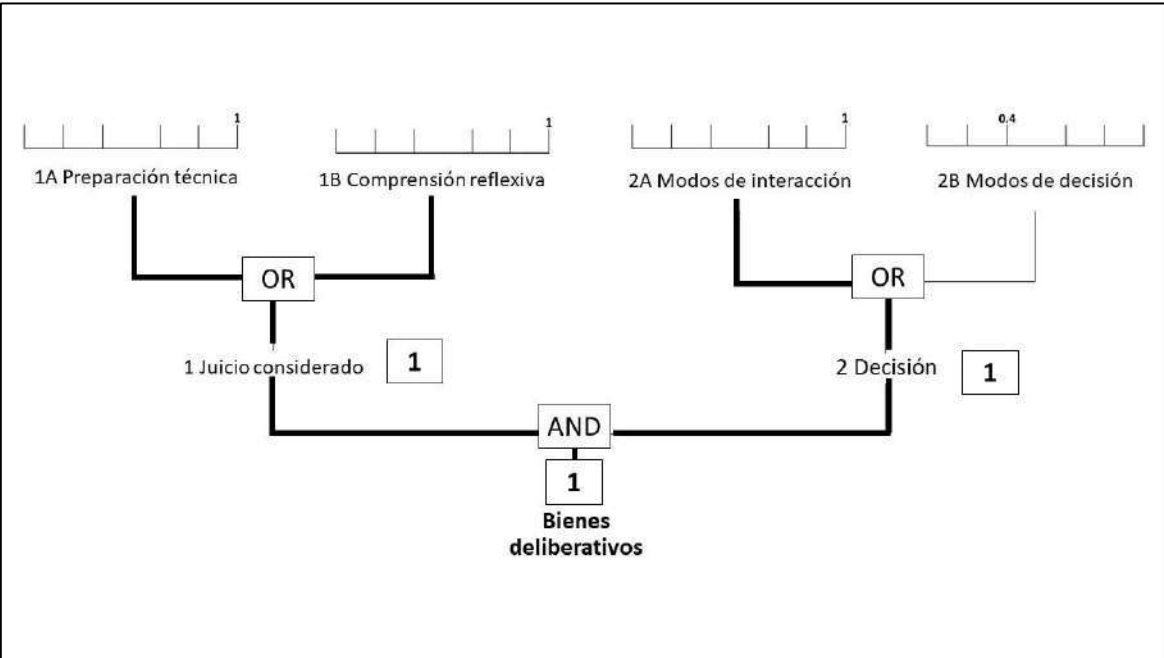 1
1
1
0.4
1A Preparación técnica
1B Comprensión reflexiva
2A Modos de interacción
2B Modos de decisión
OR
OR
1 Juicio considerado
1
2 Decisión
1
AND
1
Bienes
deliberativos